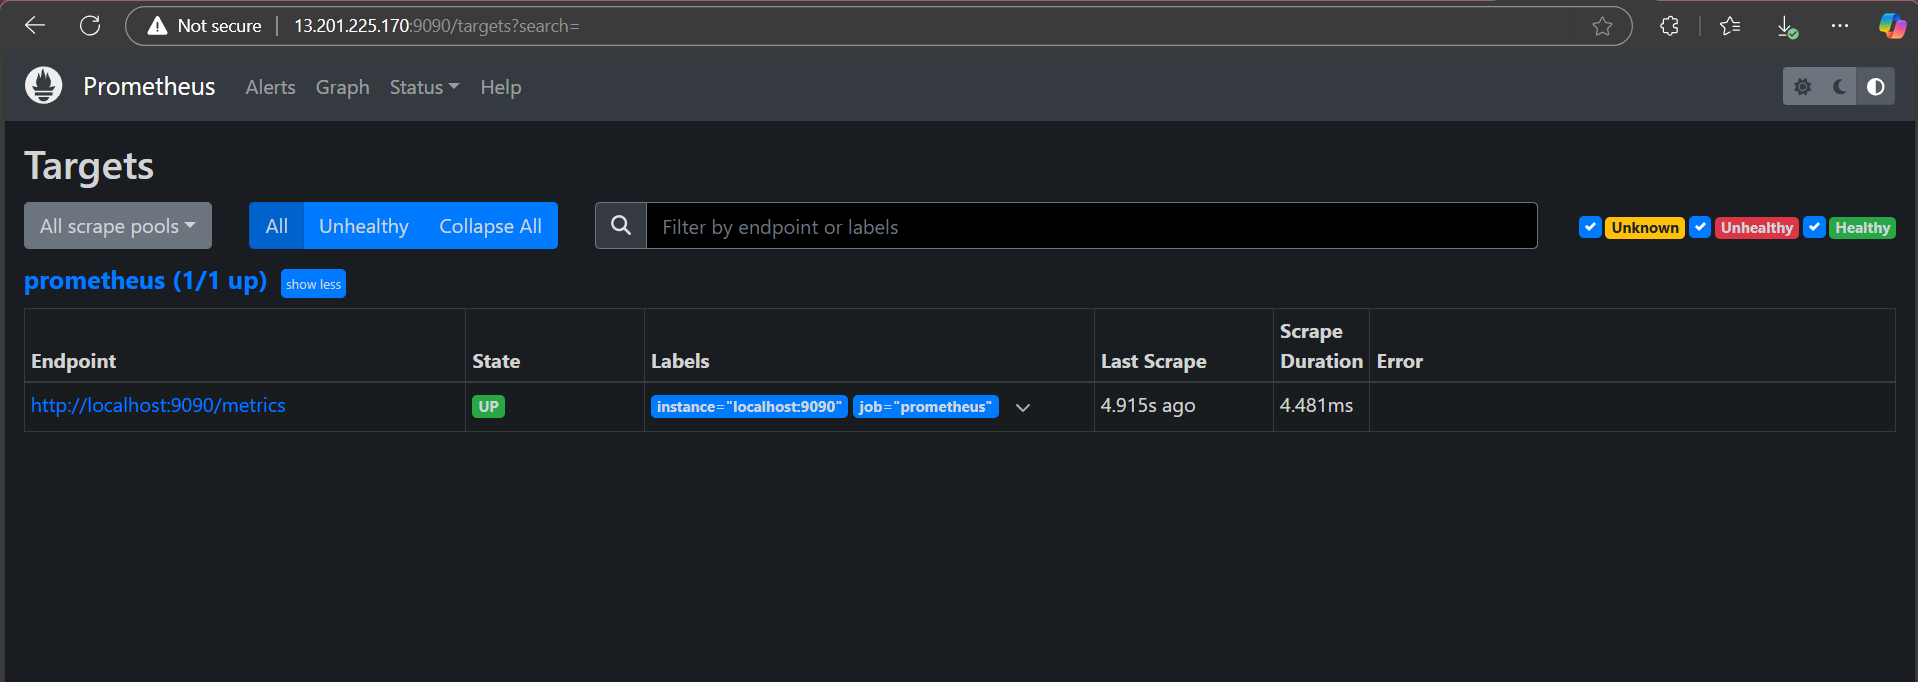 Not secure 13.201.225.170:9090/targets?search=
Prometheus Alerts Graph Status Help
Targets
All scrape pools All Unhealthy Collapse All Filter by endpoint or labels Unknown Unhealthy Healthy
prometheus (1/1 up) show less
Endpoint State Labels Last Scrape Scrape Duration Error
http://localhost:9090/metrics UP instance="localhost:9090" job="prometheus" 4.915s ago 4.481ms